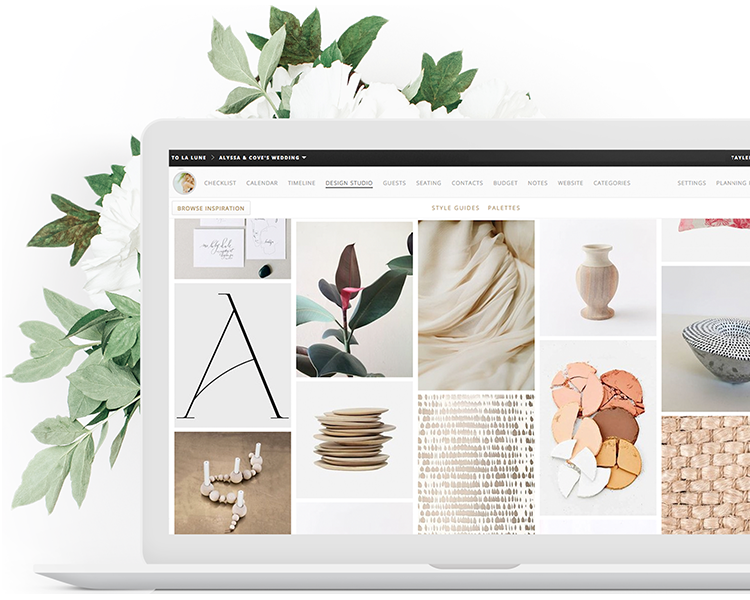 TO LA LUNE > ALYSSA & COVE'S WEDDING
CHECKLIST CALENDAR TIMELINE DESIGN STUDIO GUESTS SEATING CONTACTS BUDGET NOTES WEBSITE CATEGORIES SETTINGS PLANNING
BROWSE INSPIRATION STYLE GUIDES PALETTES
A